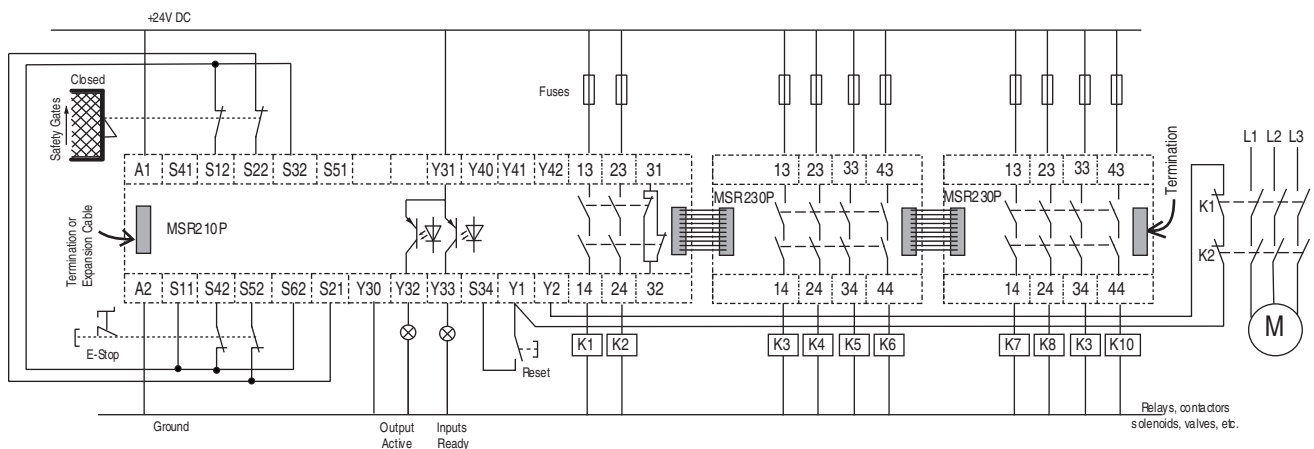 +24V DC
Closed
Safety Gates
Fuses
L1 L2 L3
A1 S41 S12 S22 S32 S51 Y31 Y40 Y41 Y42 13 23 31
13 23 33 43
13 23 33 43
Termination
Termination or
Expansion Cable
MSR210P
MSR230P
MSR230P
K1
K2
A2 S11 S42 S52 S62 S21 Y30 Y32 Y33 S34 Y1 Y2 14 24 32
14 24 34 44
14 24 34 44
M
E-Stop
Reset
K1 K2
K3 K4 K5 K6
K7 K8 K3 K10
Ground
Output
Active
Inputs
Ready
Relays, contactors
solenoids, valves, etc.